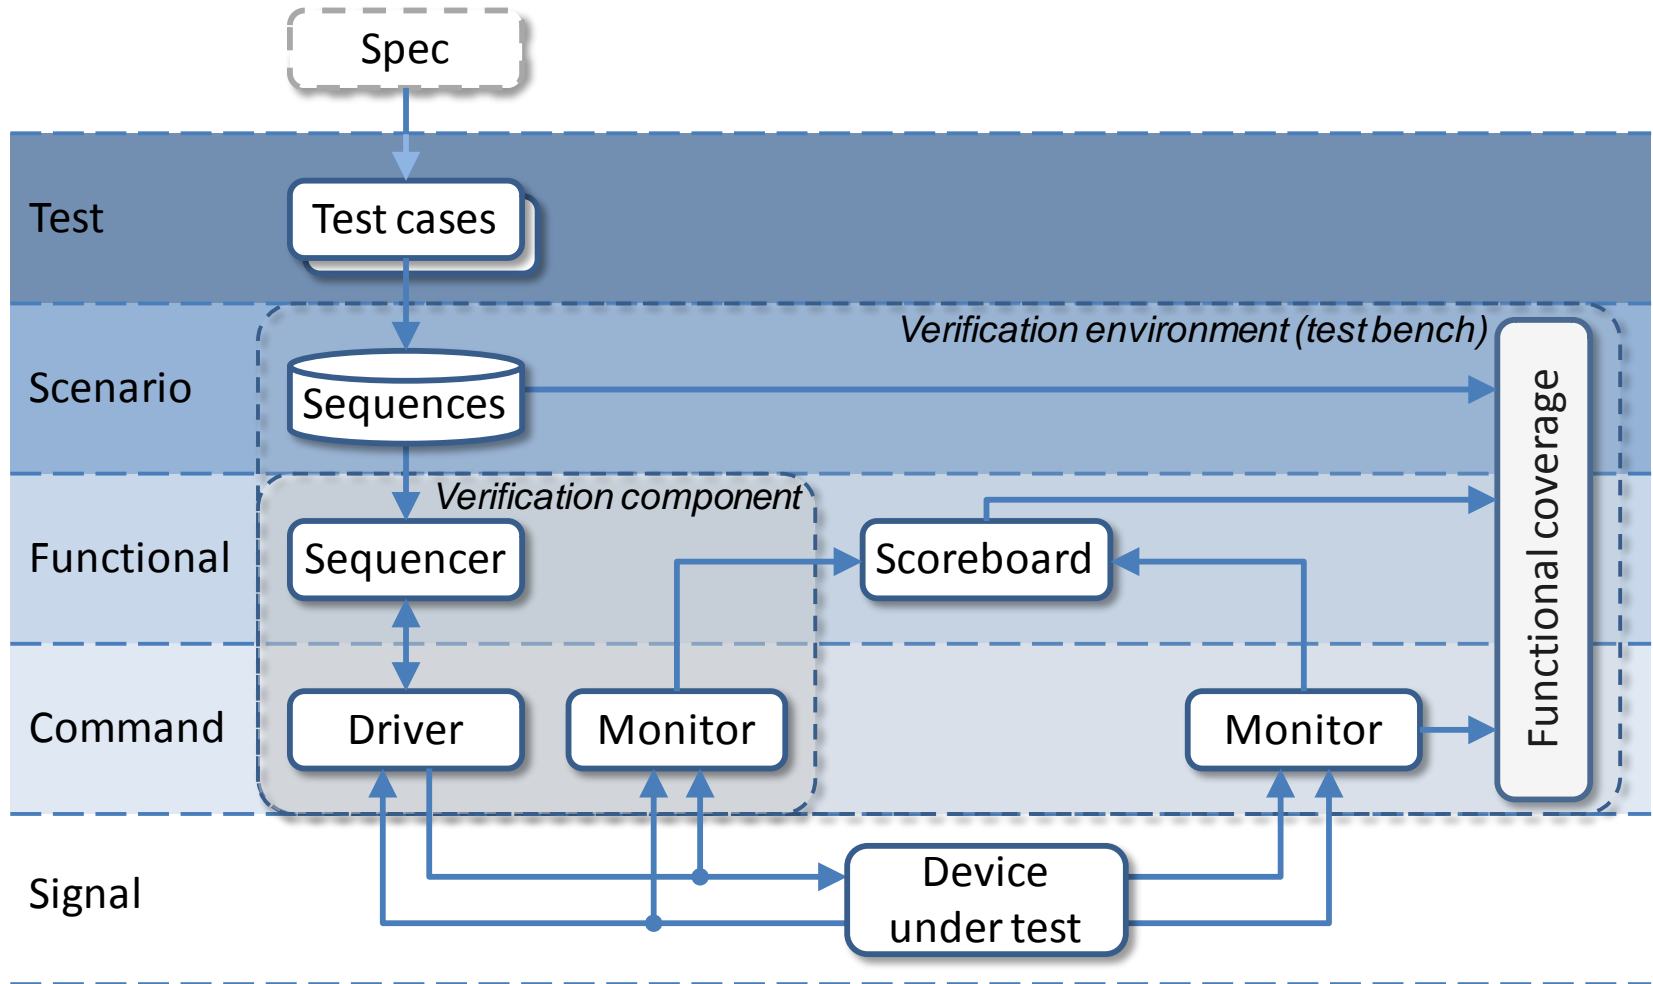 Spec
Test
Test cases
Verification environment (test bench)
Scenario
Sequences
Functional coverage
Verification component
Functional
Sequencer
Scoreboard
Command
Driver
Monitor
Monitor
Signal
Device
under test